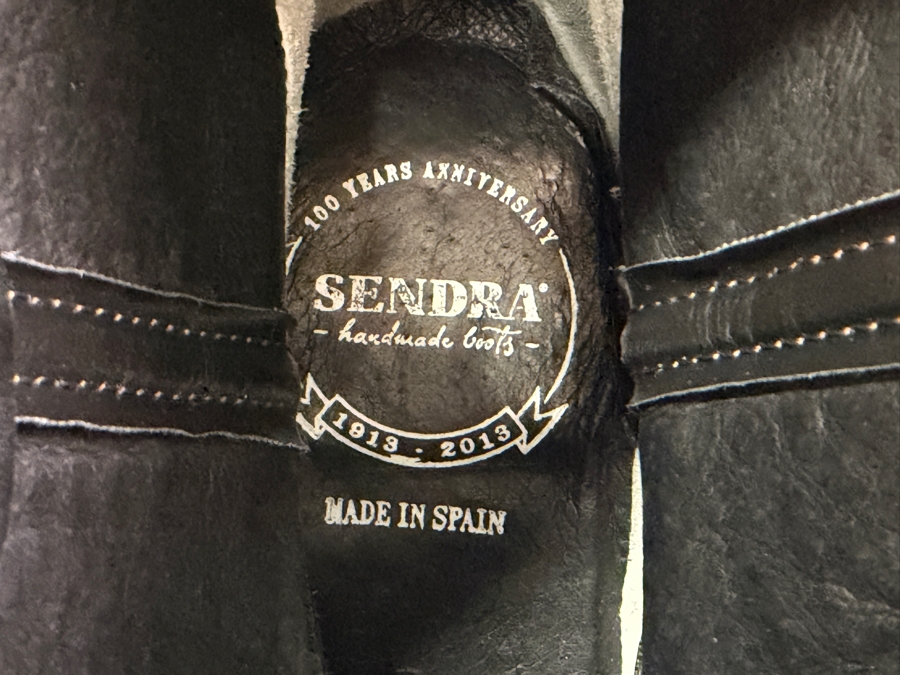 100 YEARS ANNIVERSARY
SENDRA®
- handmade boots -
1913 · 2013
MADE IN SPAIN